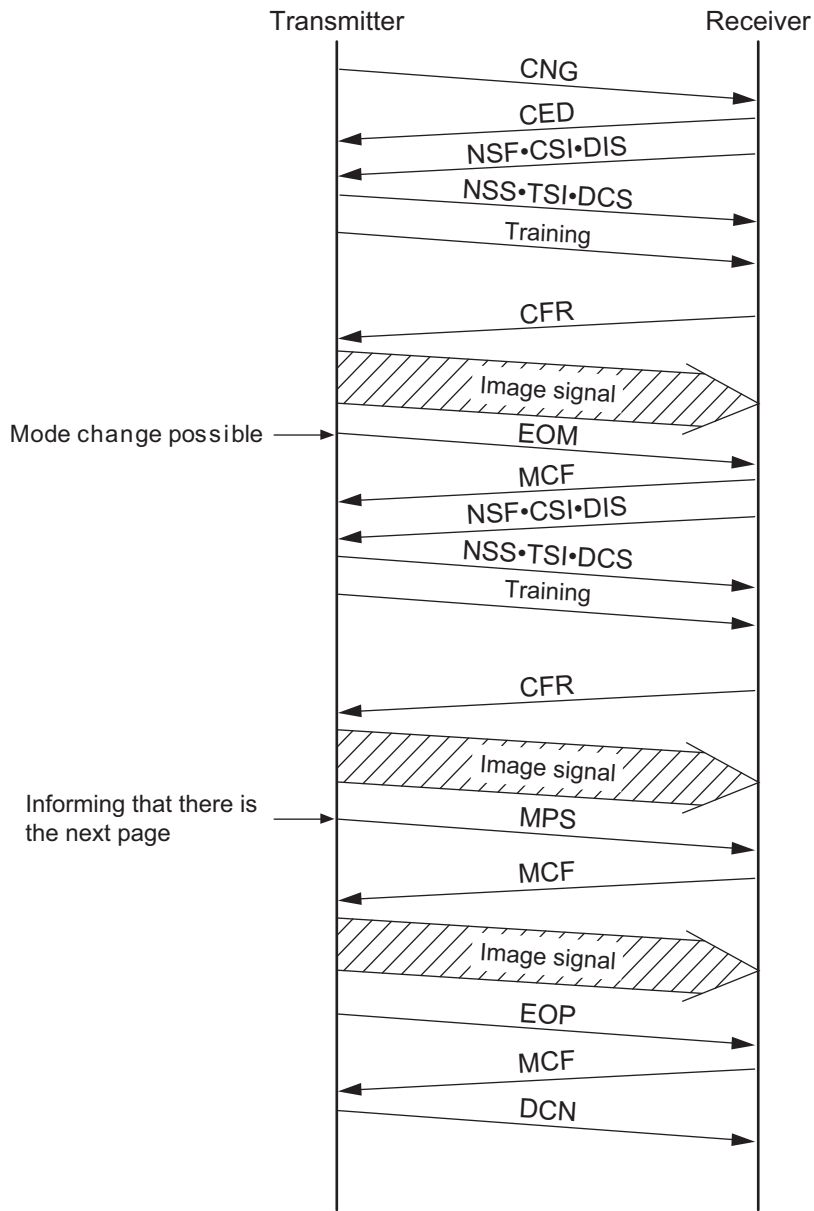 Transmitter Receiver
CNG
CED
NSF•CSI•DIS
NSS•TSI•DCS
Training
CFR
Image signal
Mode change possible
EOM
MCF
NSF•CSI•DIS
NSS•TSI•DCS
Training
CFR
Image signal
Informing that there is
the next page
MPS
MCF
Image signal
EOP
MCF
DCN